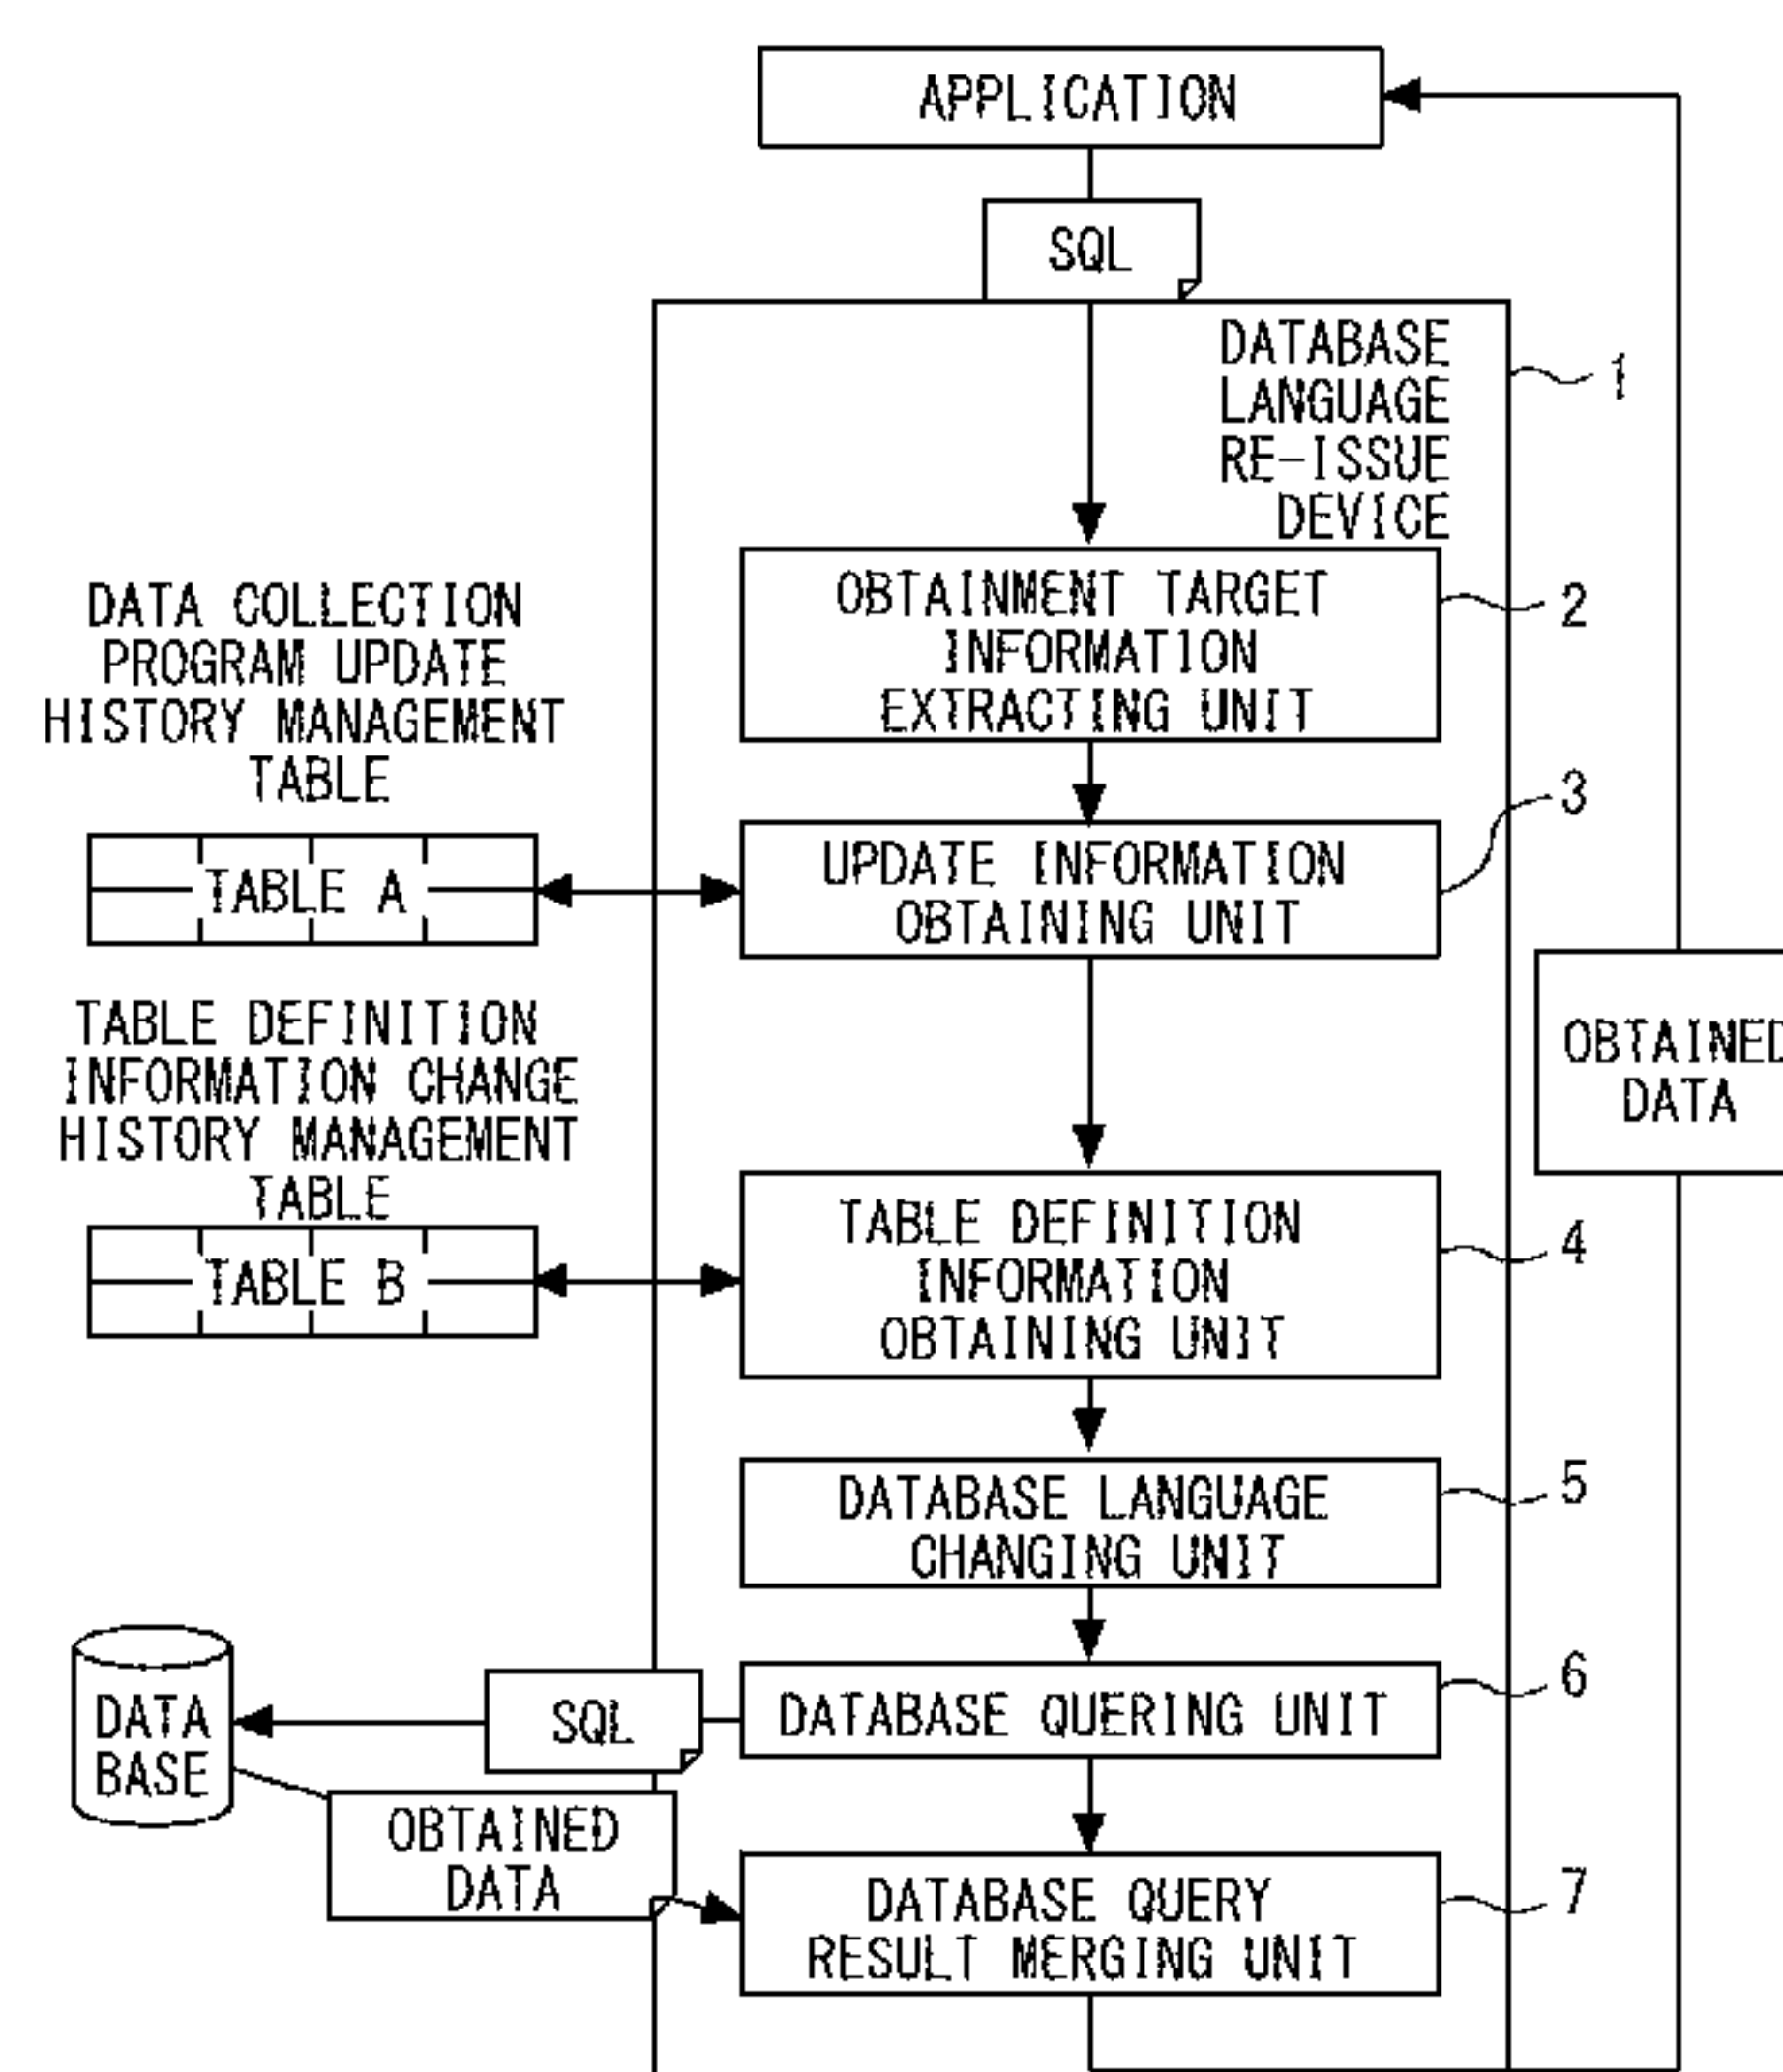 APPLICATION
SQL
DATABASE
LANGUAGE
RE-ISSUE
DEVICE
1
OBTAINMENT TARGET
INFORMATION
EXTRACTING UNIT
2
DATA COLLECTION
PROGRAM UPDATE
HISTORY MANAGEMENT
TABLE
TABLE A
UPDATE INFORMATION
OBTAINING UNIT
3
OBTAINED
DATA
TABLE DEFINITION
INFORMATION CHANGE
HISTORY MANAGEMENT
TABLE
TABLE B
TABLE DEFINITION
INFORMATION
OBTAINING UNIT
4
DATABASE LANGUAGE
CHANGING UNIT
5
DATA
BASE
SQL
DATABASE QUERING UNIT
6
OBTAINED
DATA
DATABASE QUERY
RESULT MERGING UNIT
7